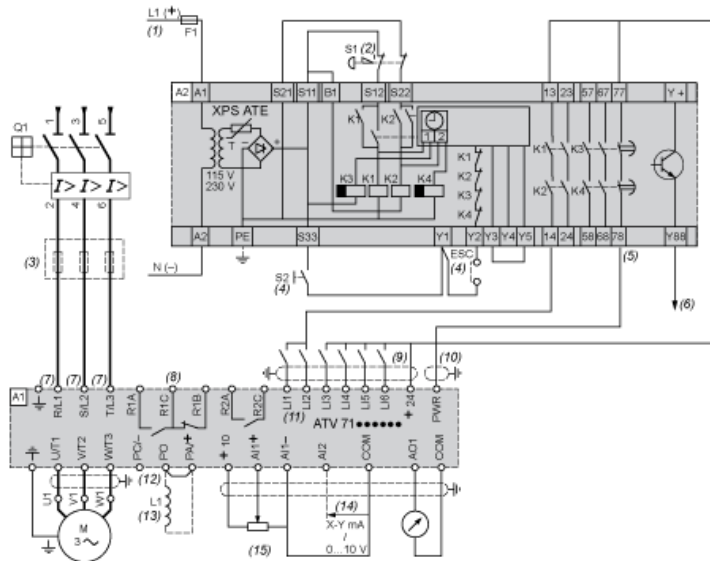 L1 (+)
(1)
F1
S1 (2)
A2 A1 S21 S11 B1 S12 S22 13 23 57 67 77 Y +
XPS ATE
T
115 V
230 V
K1 K2
1 2
K3 K1 K2 K4
K1
K2
K3
K4
K1 K3
K2 K4
A2 PE S33 Y1 Y2 Y3 Y4 Y5 14 24 58 68 78 Y88
Q1
1 3 5
I> I> I>
2 4 6
(3)
N (–)
S2
(4)
ESC
(4)
(5)
(6)
(7) (7) (7) (8) (9) (10)
A1
R/L1 S/L2 T/L3 R1A R1C R1B R2A R2C LI1 LI2 LI3 LI4 LI5 LI6 + 24 PWR
(11)
ATV 71••••••
U/T1 V/T2 W/T3 PC/– PO PA/+ + 10 AI1+ AI1– AI2 COM AO1 COM
(12)
U1 V1 W1
L1
(13)
(14)
X-Y mA
/
0...10 V
(15)
M
3 ~